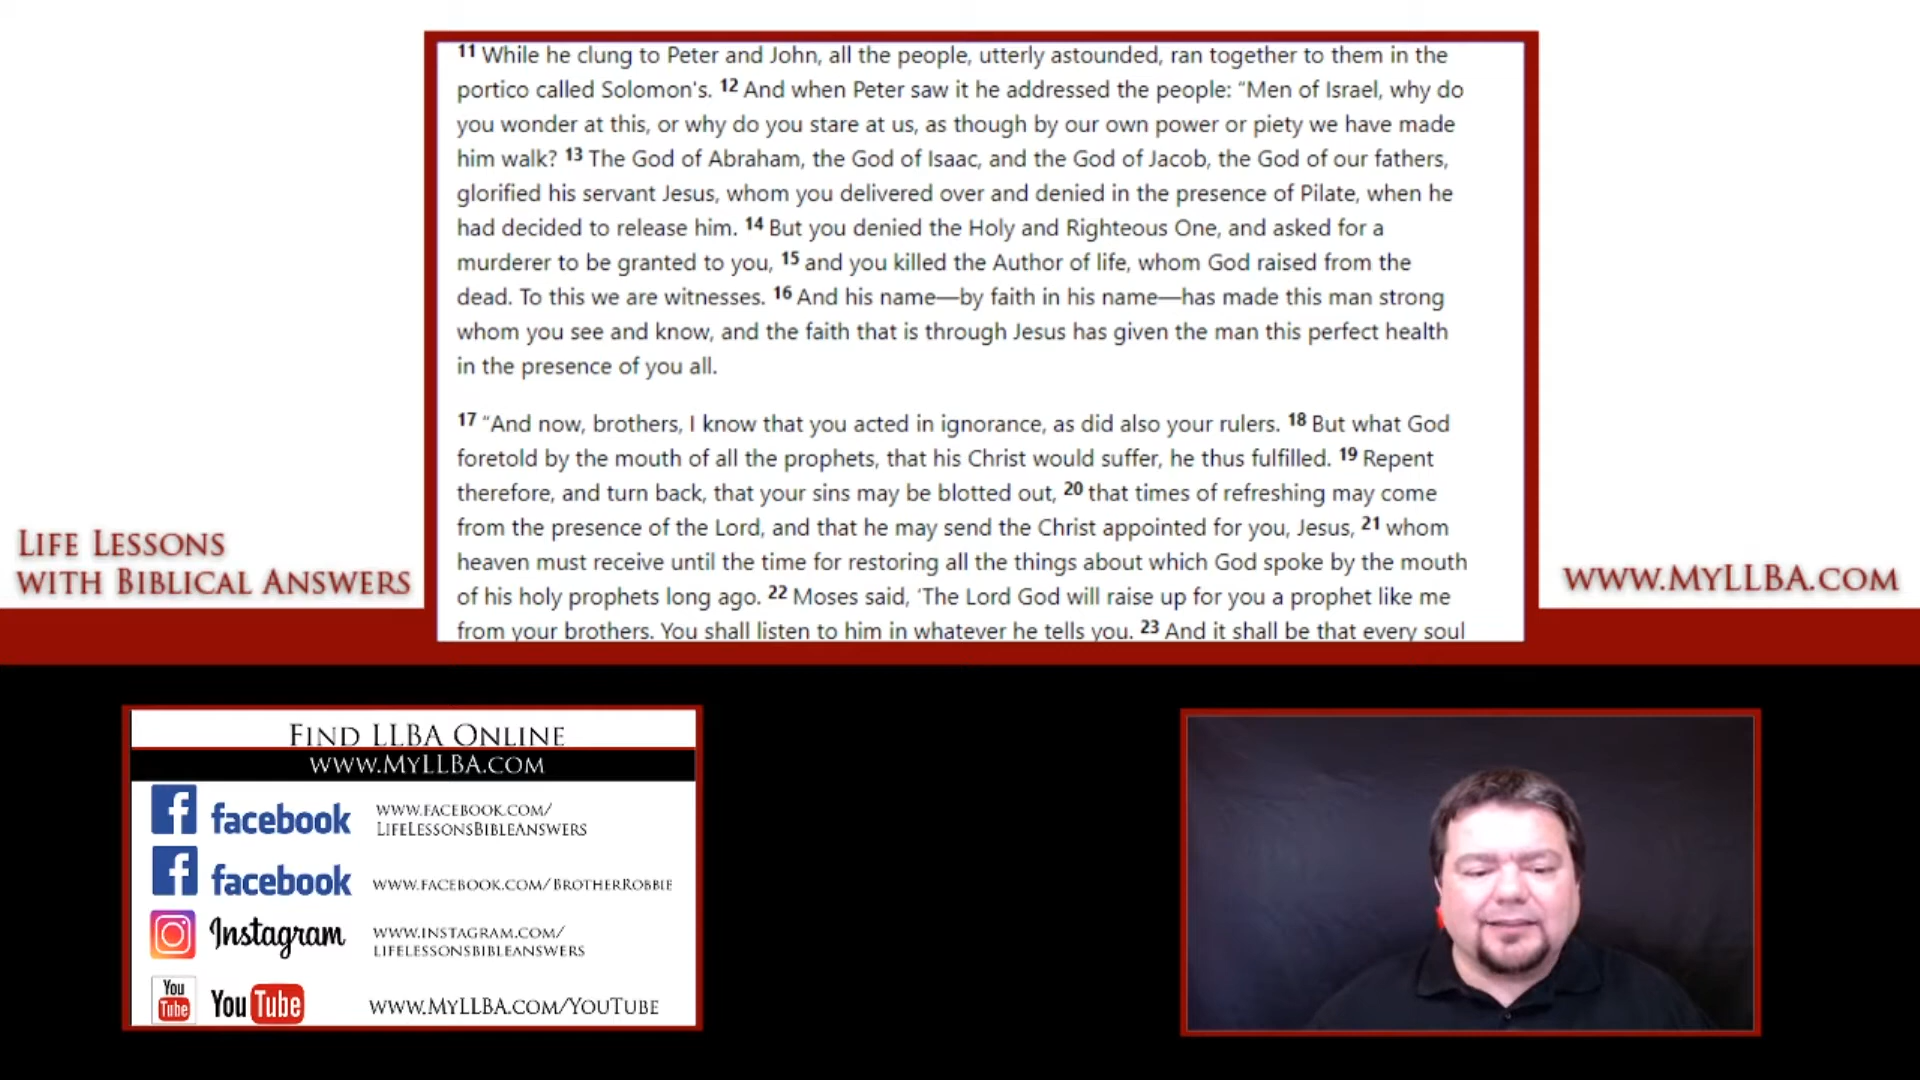 11 While he clung to Peter and John, all the people, utterly astounded, ran together to them in the
portico called Solomon's. 12 And when Peter saw it he addressed the people: “Men of Israel, why do
you wonder at this, or why do you stare at us, as though by our own power or piety we have made
him walk? 13 The God of Abraham, the God of Isaac, and the God of Jacob, the God of our fathers,
glorified his servant Jesus, whom you delivered over and denied in the presence of Pilate, when he
had decided to release him. 14 But you denied the Holy and Righteous One, and asked for a
murderer to be granted to you, 15 and you killed the Author of life, whom God raised from the
dead. To this we are witnesses. 16 And his name—by faith in his name—has made this man strong
whom you see and know, and the faith that is through Jesus has given the man this perfect health
in the presence of you all.
17 “And now, brothers, I know that you acted in ignorance, as did also your rulers. 18 But what God
foretold by the mouth of all the prophets, that his Christ would suffer, he thus fulfilled. 19 Repent
therefore, and turn back, that your sins may be blotted out, 20 that times of refreshing may come
from the presence of the Lord, and that he may send the Christ appointed for you, Jesus, 21 whom
heaven must receive until the time for restoring all the things about which God spoke by the mouth
of his holy prophets long ago. 22 Moses said, ‘The Lord God will raise up for you a prophet like me
from your brothers. You shall listen to him in whatever he tells you. 23 And it shall be that every soul
Life Lessons
with Biblical Answers
www.MyLLBA.com
Find LLBA Online
www.MyLLBA.com
facebook
www.facebook.com/
LifeLessonsBibleAnswers
facebook
www.facebook.com/BrotherRobbie
Instagram
www.instagram.com/
lifelessonsbibleanswers
You
Tube
YouTube
www.MyLLBA.com/YouTube